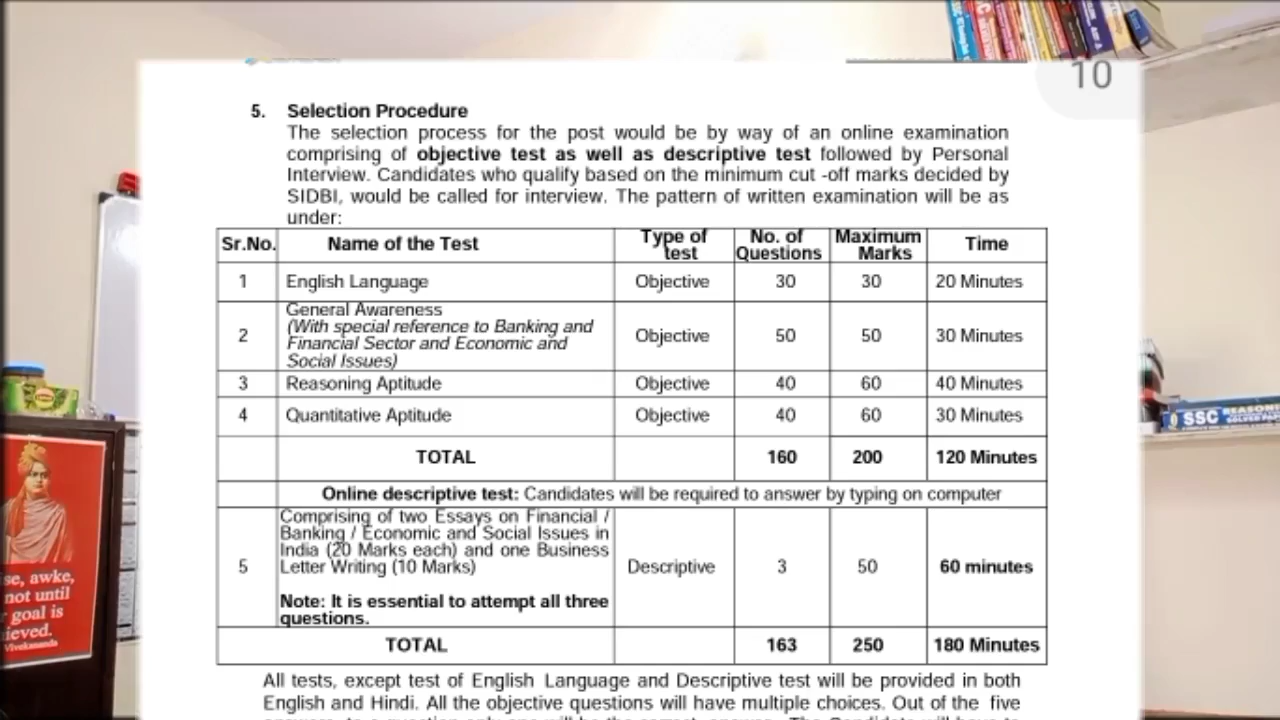 10
5. Selection Procedure
The selection process for the post would be by way of an online examination
comprising of objective test as well as descriptive test followed by Personal
Interview. Candidates who qualify based on the minimum cut -off marks decided by
SIDBI, would be called for interview. The pattern of written examination will be as
under:
Sr.No. Name of the Test Type of test No. of Questions Maximum Marks Time
1 English Language Objective 30 30 20 Minutes
2 General Awareness
(With special reference to Banking and
Financial Sector and Economic and
Social Issues) Objective 50 50 30 Minutes
3 Reasoning Aptitude Objective 40 60 40 Minutes
4 Quantitative Aptitude Objective 40 60 30 Minutes
TOTAL 160 200 120 Minutes
Online descriptive test: Candidates will be required to answer by typing on computer
5 Comprising of two Essays on Financial /
Banking / Economic and Social Issues in
India (20 Marks each) and one Business
Letter Writing (10 Marks)
Note: It is essential to attempt all three
questions. Descriptive 3 50 60 minutes
TOTAL 163 250 180 Minutes
All tests, except test of English Language and Descriptive test will be provided in both
English and Hindi. All the objective questions will have multiple choices. Out of the five
SSC
REASONING
se, awke,
not until
goal is
ieved.
Vivekananda